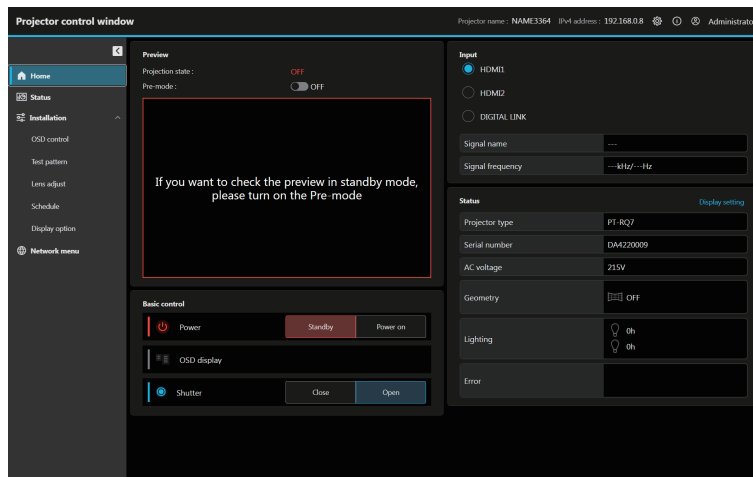 Projector control window
Projector name : NAME3364 IPv4 address : 192.168.0.8 Administrato
Home
Status
Installation
OSD control
Test pattern
Lens adjust
Schedule
Display option
Network menu
Preview
Projection state : OFF
Pre-mode : OFF
If you want to check the preview in standby mode,
please turn on the Pre-mode
Basic control
Power Standby Power on
OSD display
Shutter Close Open
Input
HDMI1
HDMI2
DIGITAL LINK
Signal name ---
Signal frequency ---kHz/---Hz
Status Display setting
Projector type PT-RQ7
Serial number DA4220009
AC voltage 215V
Geometry OFF
Lighting 0h
0h
Error